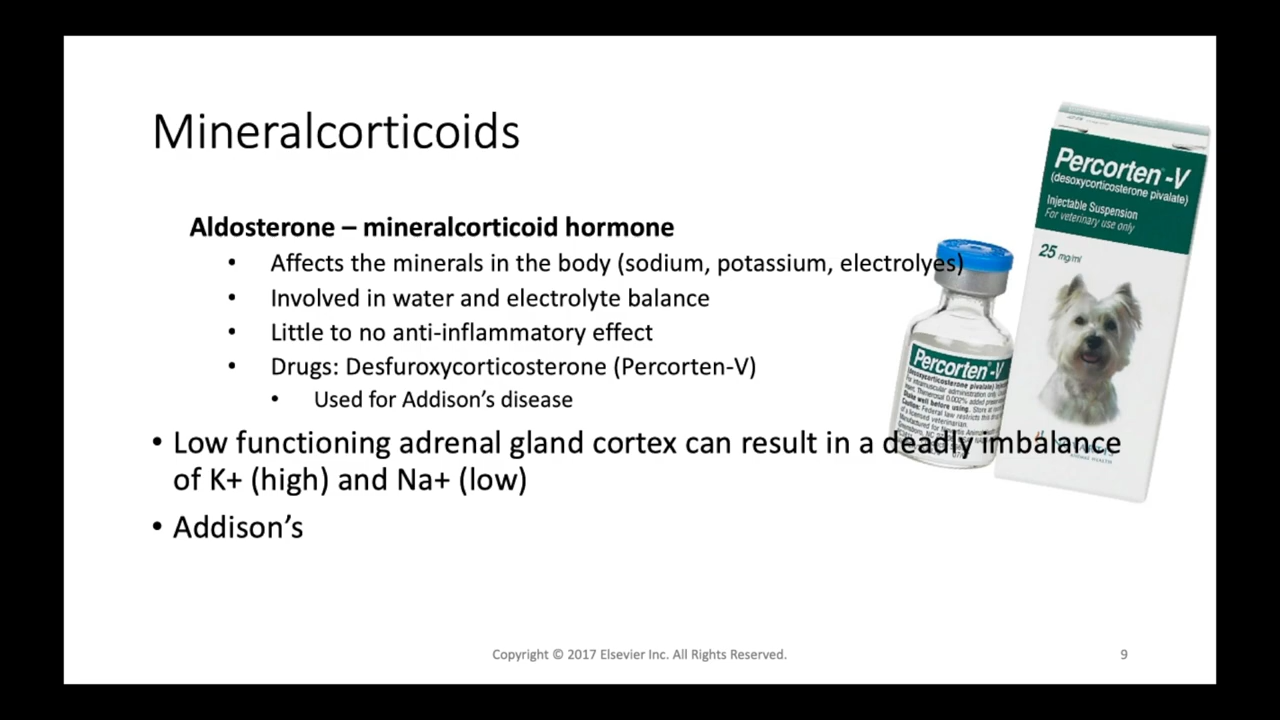 Mineralcorticoids
Aldosterone – mineralcorticoid hormone
• Affects the minerals in the body (sodium, potassium, electrolyes)
• Involved in water and electrolyte balance
• Little to no anti-inflammatory effect
• Drugs: Desfuroxycorticosterone (Percorten-V)
• Used for Addison’s disease
• Low functioning adrenal gland cortex can result in a deadly imbalance
of K+ (high) and Na+ (low)
• Addison’s
Percorten-V
(desoxycorticosterone pivalate)
Injectable Suspension
For veterinary use only
25 mg/ml
Percorten-V
Copyright © 2017 Elsevier Inc. All Rights Reserved.
9